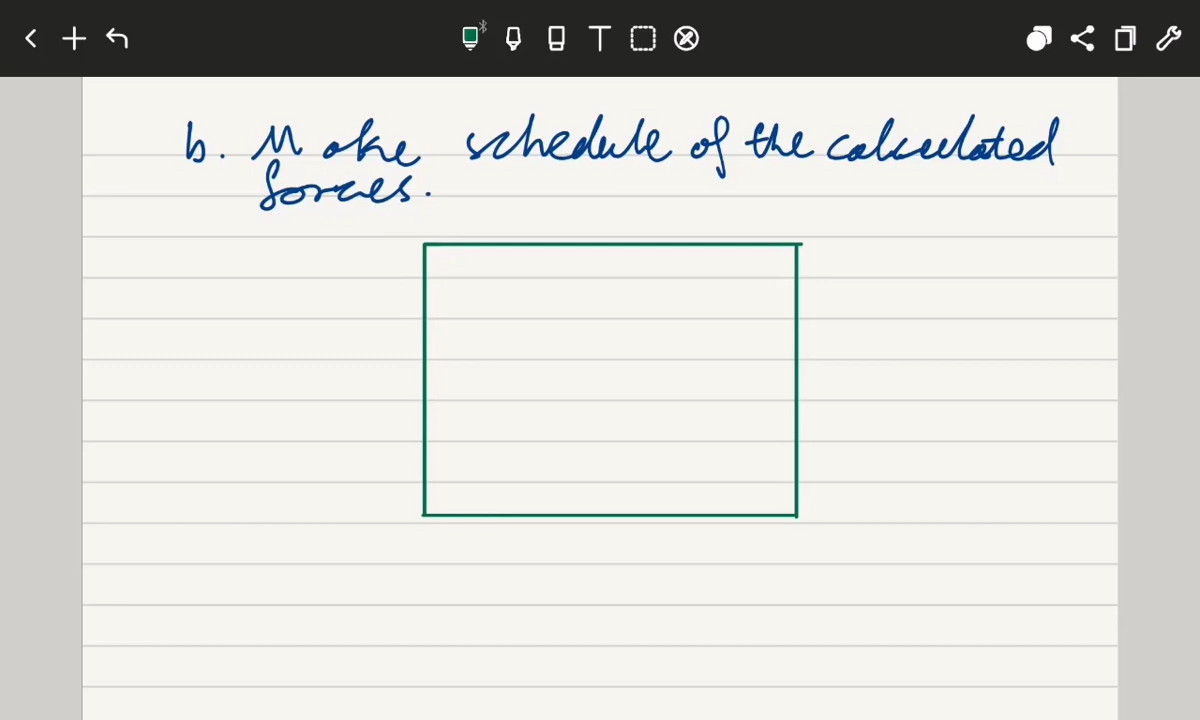 b. Make schedule of the calculated
forces.